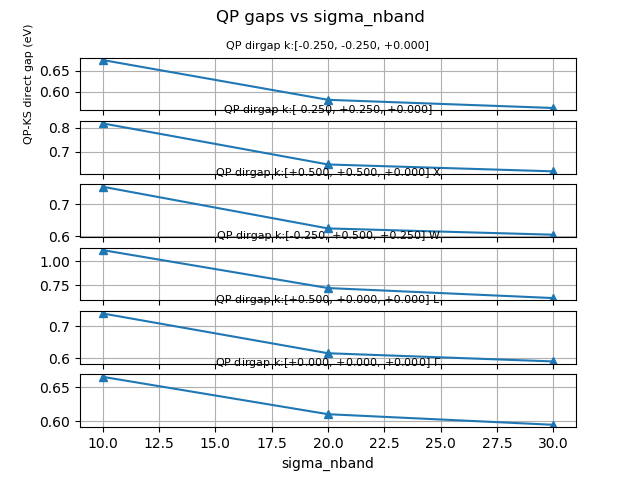 QP gaps vs sigma_nband
QP dirgap k:[-0.250, -0.250, +0.000]
QP-KS direct gap (eV)
0.65
0.60
QP dirgap k:[-0.250, +0.250, +0.000]
0.8
0.7
QP dirgap k:[+0.500, +0.500, +0.000] X
0.7
0.6
QP dirgap k:[-0.250, +0.500, +0.250] W
1.00
0.75
QP dirgap k:[+0.500, +0.000, +0.000] L
0.7
0.6
QP dirgap k:[+0.000, +0.000, +0.000] Γ
0.65
0.60
10.0 12.5 15.0 17.5 20.0 22.5 25.0 27.5 30.0
sigma_nband